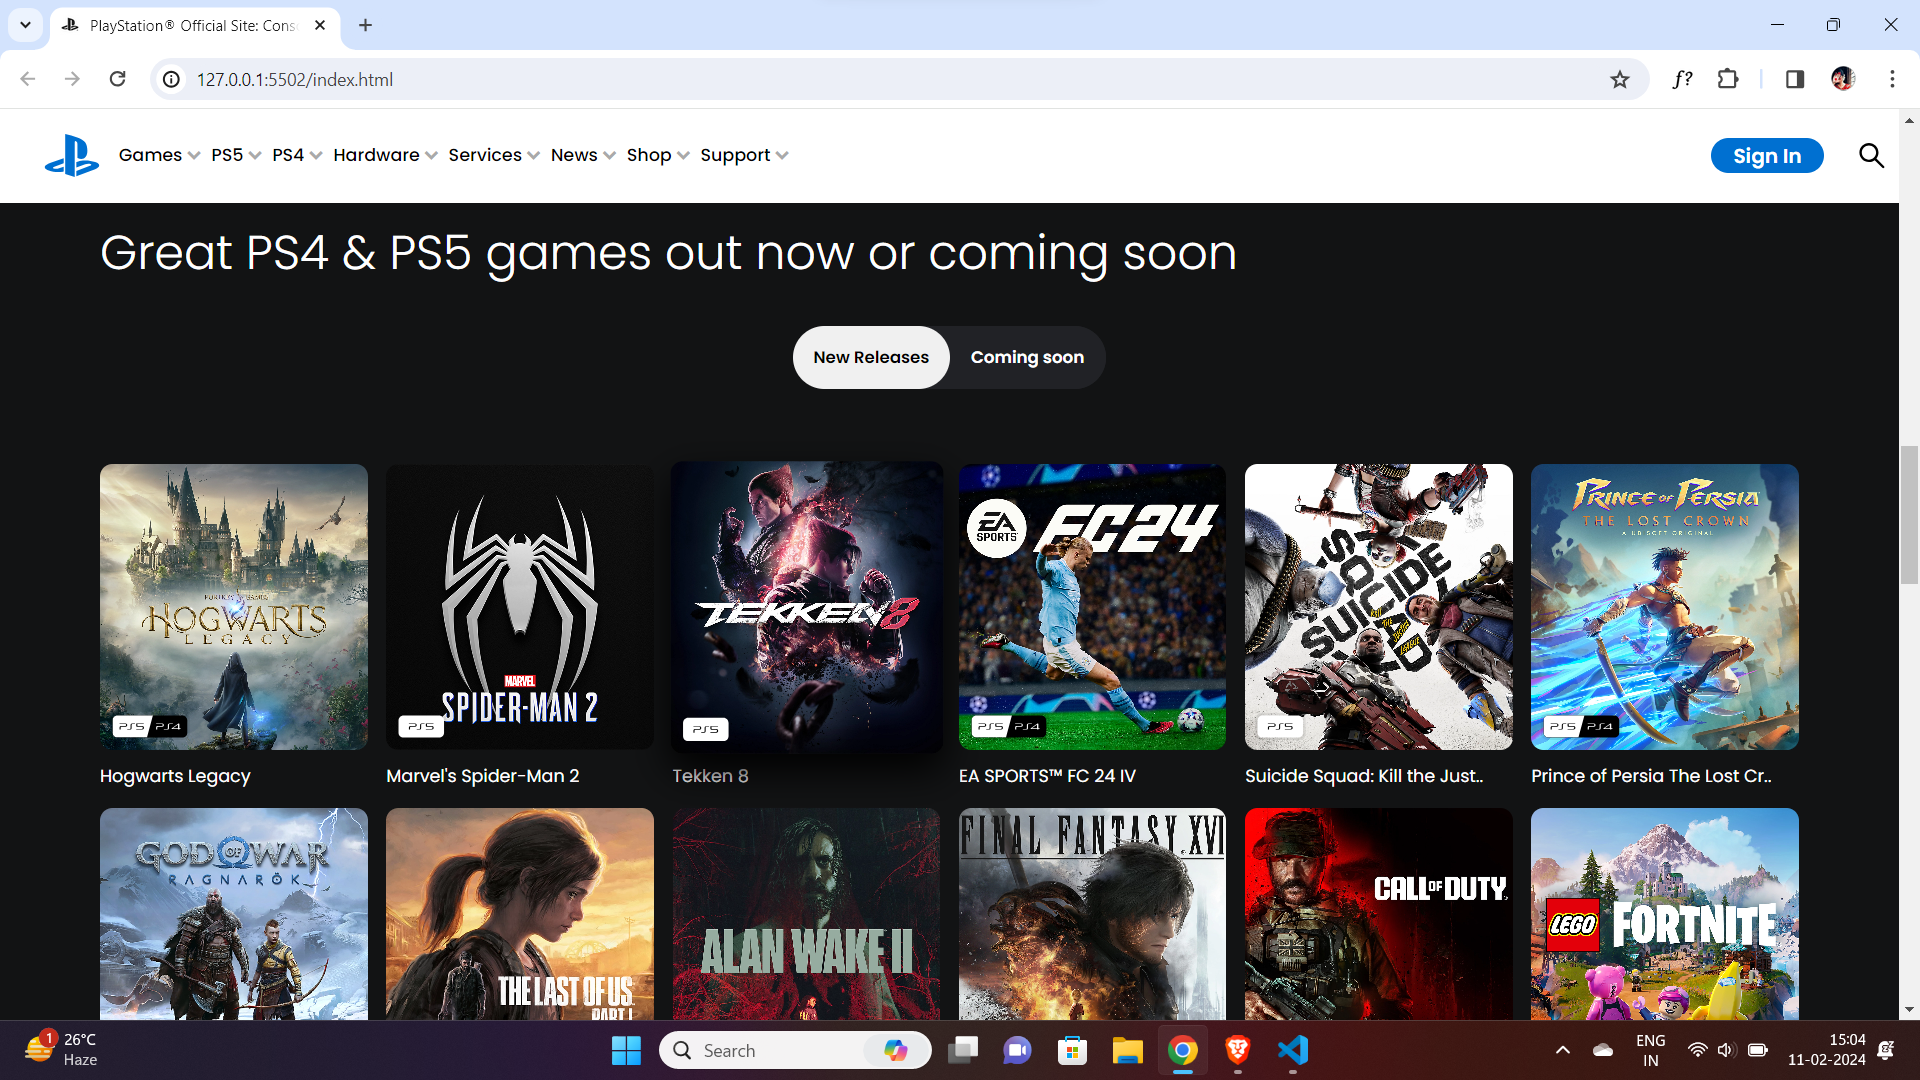 PlayStation® Official Site: Cons
127.0.0.1:5502/index.html
Games PS5 PS4 Hardware Services News Shop Support
Sign In
Great PS4 & PS5 games out now or coming soon
New Releases
Coming soon
HOGWARTS
LEGACY
PS5 PS4
MARVEL
SPIDER-MAN 2
PS5
TEKKEN 8
PS5
EA
SPORTS
FC24
PS5 PS4
SUICIDE
SQUAD
PS5
PRINCE OF PERSIA
THE LOST CROWN
A UBISOFT ORIGINAL
PS5 PS4
Hogwarts Legacy
Marvel's Spider-Man 2
Tekken 8
EA SPORTS™ FC 24 IV
Suicide Squad: Kill the Just..
Prince of Persia The Lost Cr..
GOD OF WAR
RAGNARÖK
THE LAST OF US
PART I
ALAN WAKE II
FINAL FANTASY XVI
CALL OF DUTY
LEGO FORTNITE
1
26°C
Haze
Search
ENG
IN
15:04
11-02-2024